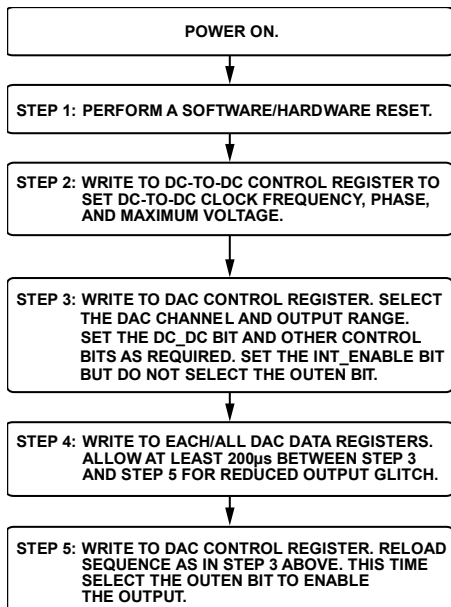 POWER ON.
STEP 1: PERFORM A SOFTWARE/HARDWARE RESET.
STEP 2: WRITE TO DC-TO-DC CONTROL REGISTER TO
SET DC-TO-DC CLOCK FREQUENCY, PHASE,
AND MAXIMUM VOLTAGE.
STEP 3: WRITE TO DAC CONTROL REGISTER. SELECT
THE DAC CHANNEL AND OUTPUT RANGE.
SET THE DC_DC BIT AND OTHER CONTROL
BITS AS REQUIRED. SET THE INT_ENABLE BIT
BUT DO NOT SELECT THE OUTEN BIT.
STEP 4: WRITE TO EACH/ALL DAC DATA REGISTERS.
ALLOW AT LEAST 200µs BETWEEN STEP 3
AND STEP 5 FOR REDUCED OUTPUT GLITCH.
STEP 5: WRITE TO DAC CONTROL REGISTER. RELOAD
SEQUENCE AS IN STEP 3 ABOVE. THIS TIME
SELECT THE OUTEN BIT TO ENABLE
THE OUTPUT.